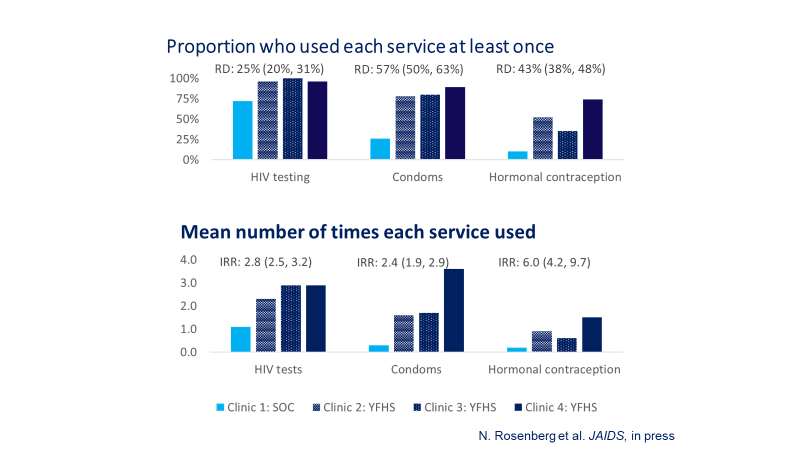 Proportion who used each service at least once
RD: 25% (20%, 31%) RD: 57% (50%, 63%) RD: 43% (38%, 48%)
100%
75%
50%
25%
0%
HIV testing Condoms Hormonal contraception
Mean number of times each service used
4.0
IRR: 2.8 (2.5, 3.2) IRR: 2.4 (1.9, 2.9) IRR: 6.0 (4.2, 9.7)
3.0
2.0
1.0
0.0
HIV tests Condoms Hormonal contraception
Clinic 1: SOC Clinic 2: YFHS Clinic 3: YFHS Clinic 4: YFHS
N. Rosenberg et al. JAIDS, in press